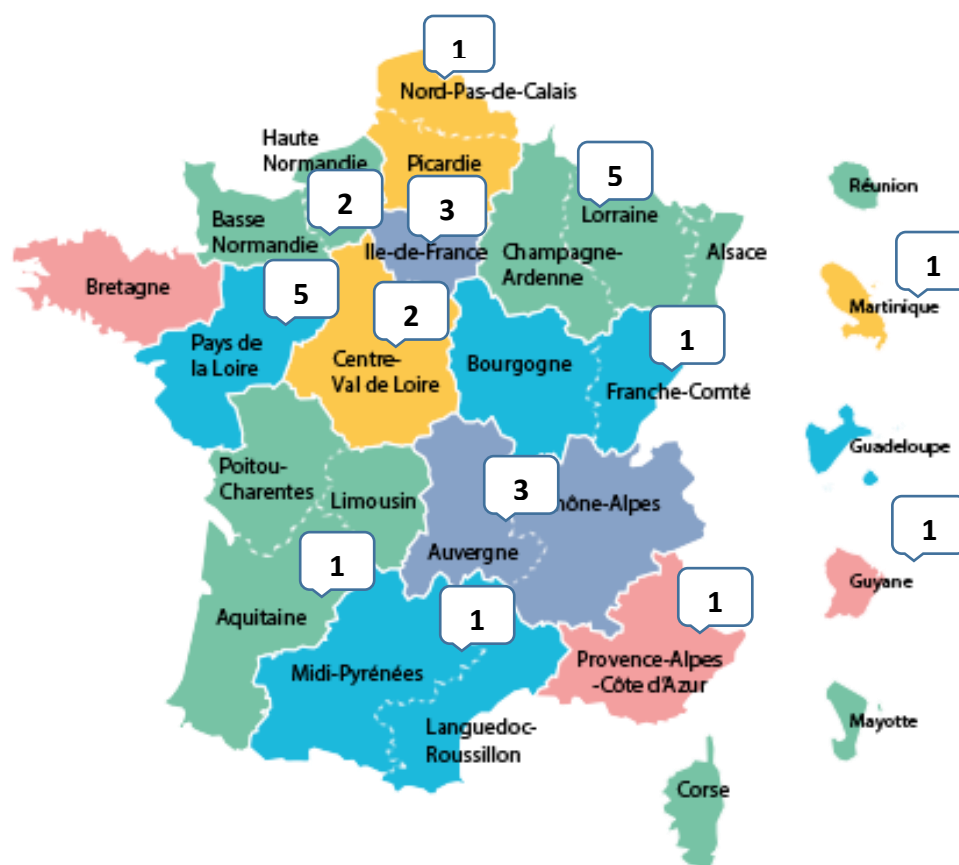 1
Nord-Pas-de-Calais
Haute
Normandie
Picardie
5
Réunion
2
3
Lorraine
Basse
Normandie
Ile-de-France
Champagne-
Ardenne
Alsace
1
Bretagne
5
2
1
Martinique
Pays de
la Loire
Centre-
Val de Loire
Bourgogne
Franche-Comté
Guadeloupe
Poitou-
Charentes
Limousin
3
hône-Alpes
1
1
Auvergne
Guyane
Aquitaine
1
1
Midi-Pyrénées
Provence-Alpes
-Côte d'Azur
Languedoc-
Roussillon
Mayotte
Corse